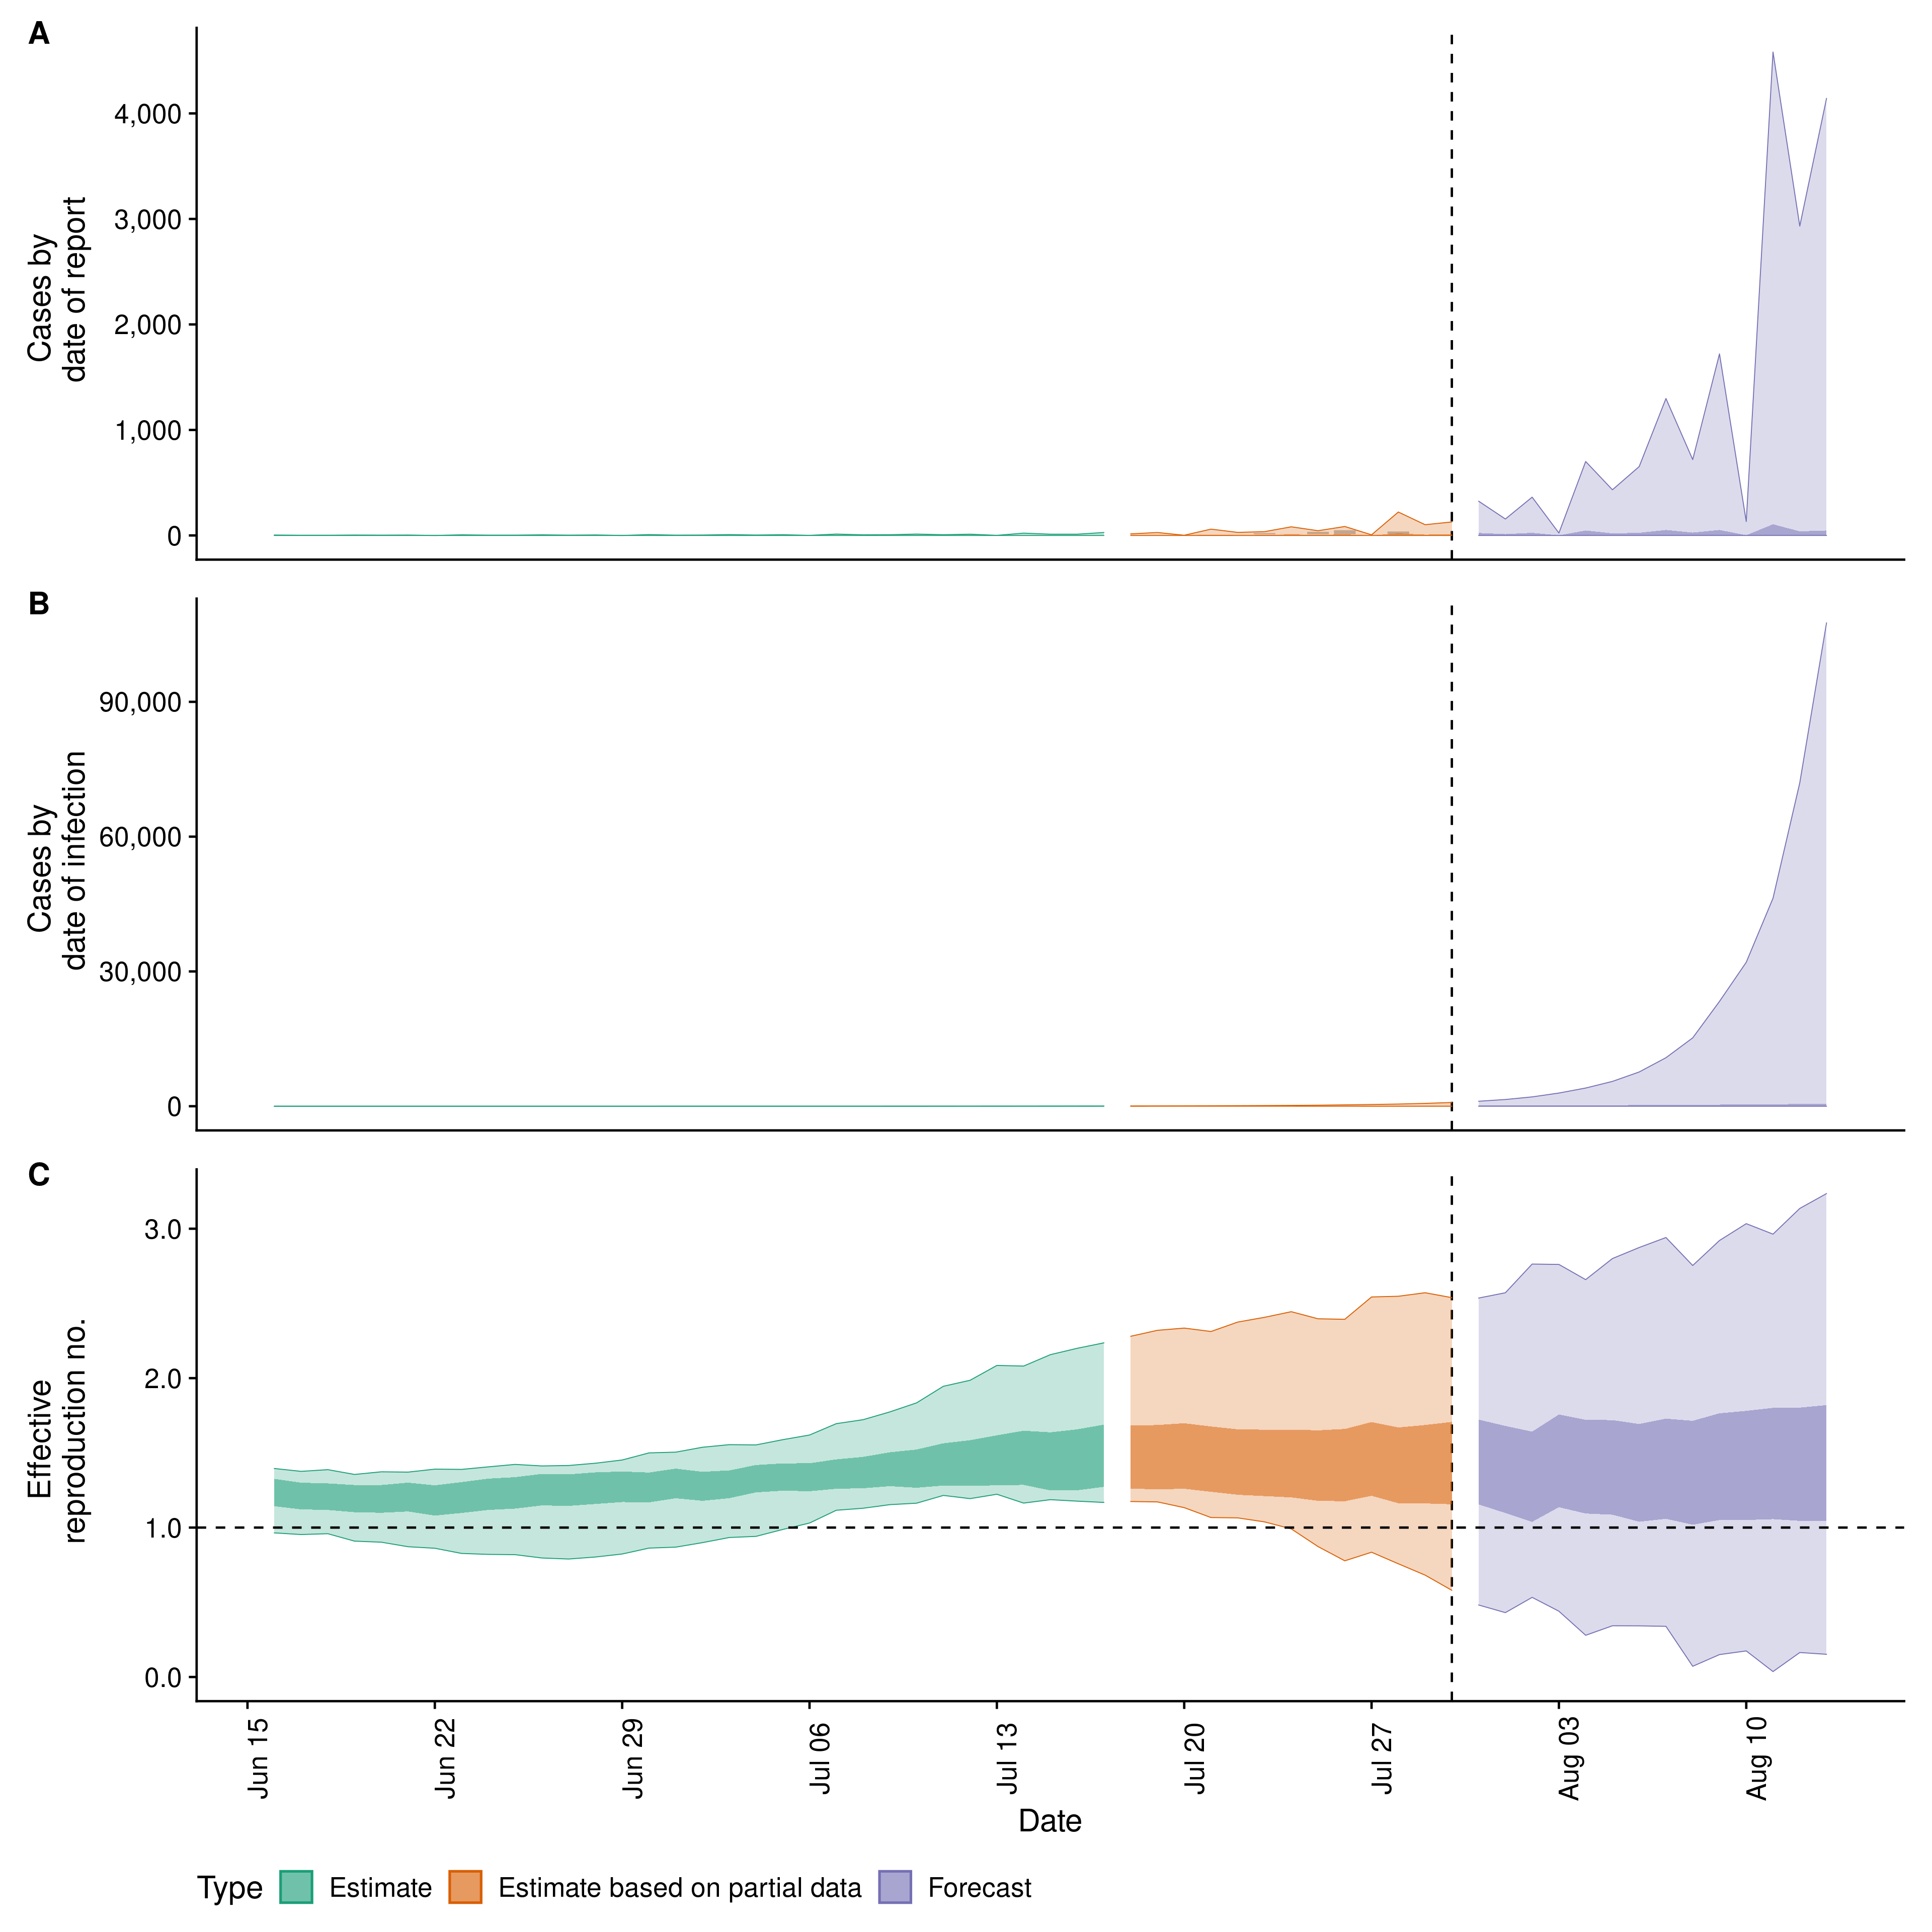 A
Cases by
date of report
4,000
3,000
2,000
1,000
0
B
Cases by
date of infection
90,000
60,000
30,000
0
C
Effective
reproduction no.
3.0
2.0
1.0
0.0
Jun 15
Jun 22
Jun 29
Jul 06
Jul 13
Jul 20
Jul 27
Aug 03
Aug 10
Date
Type
Estimate
Estimate based on partial data
Forecast